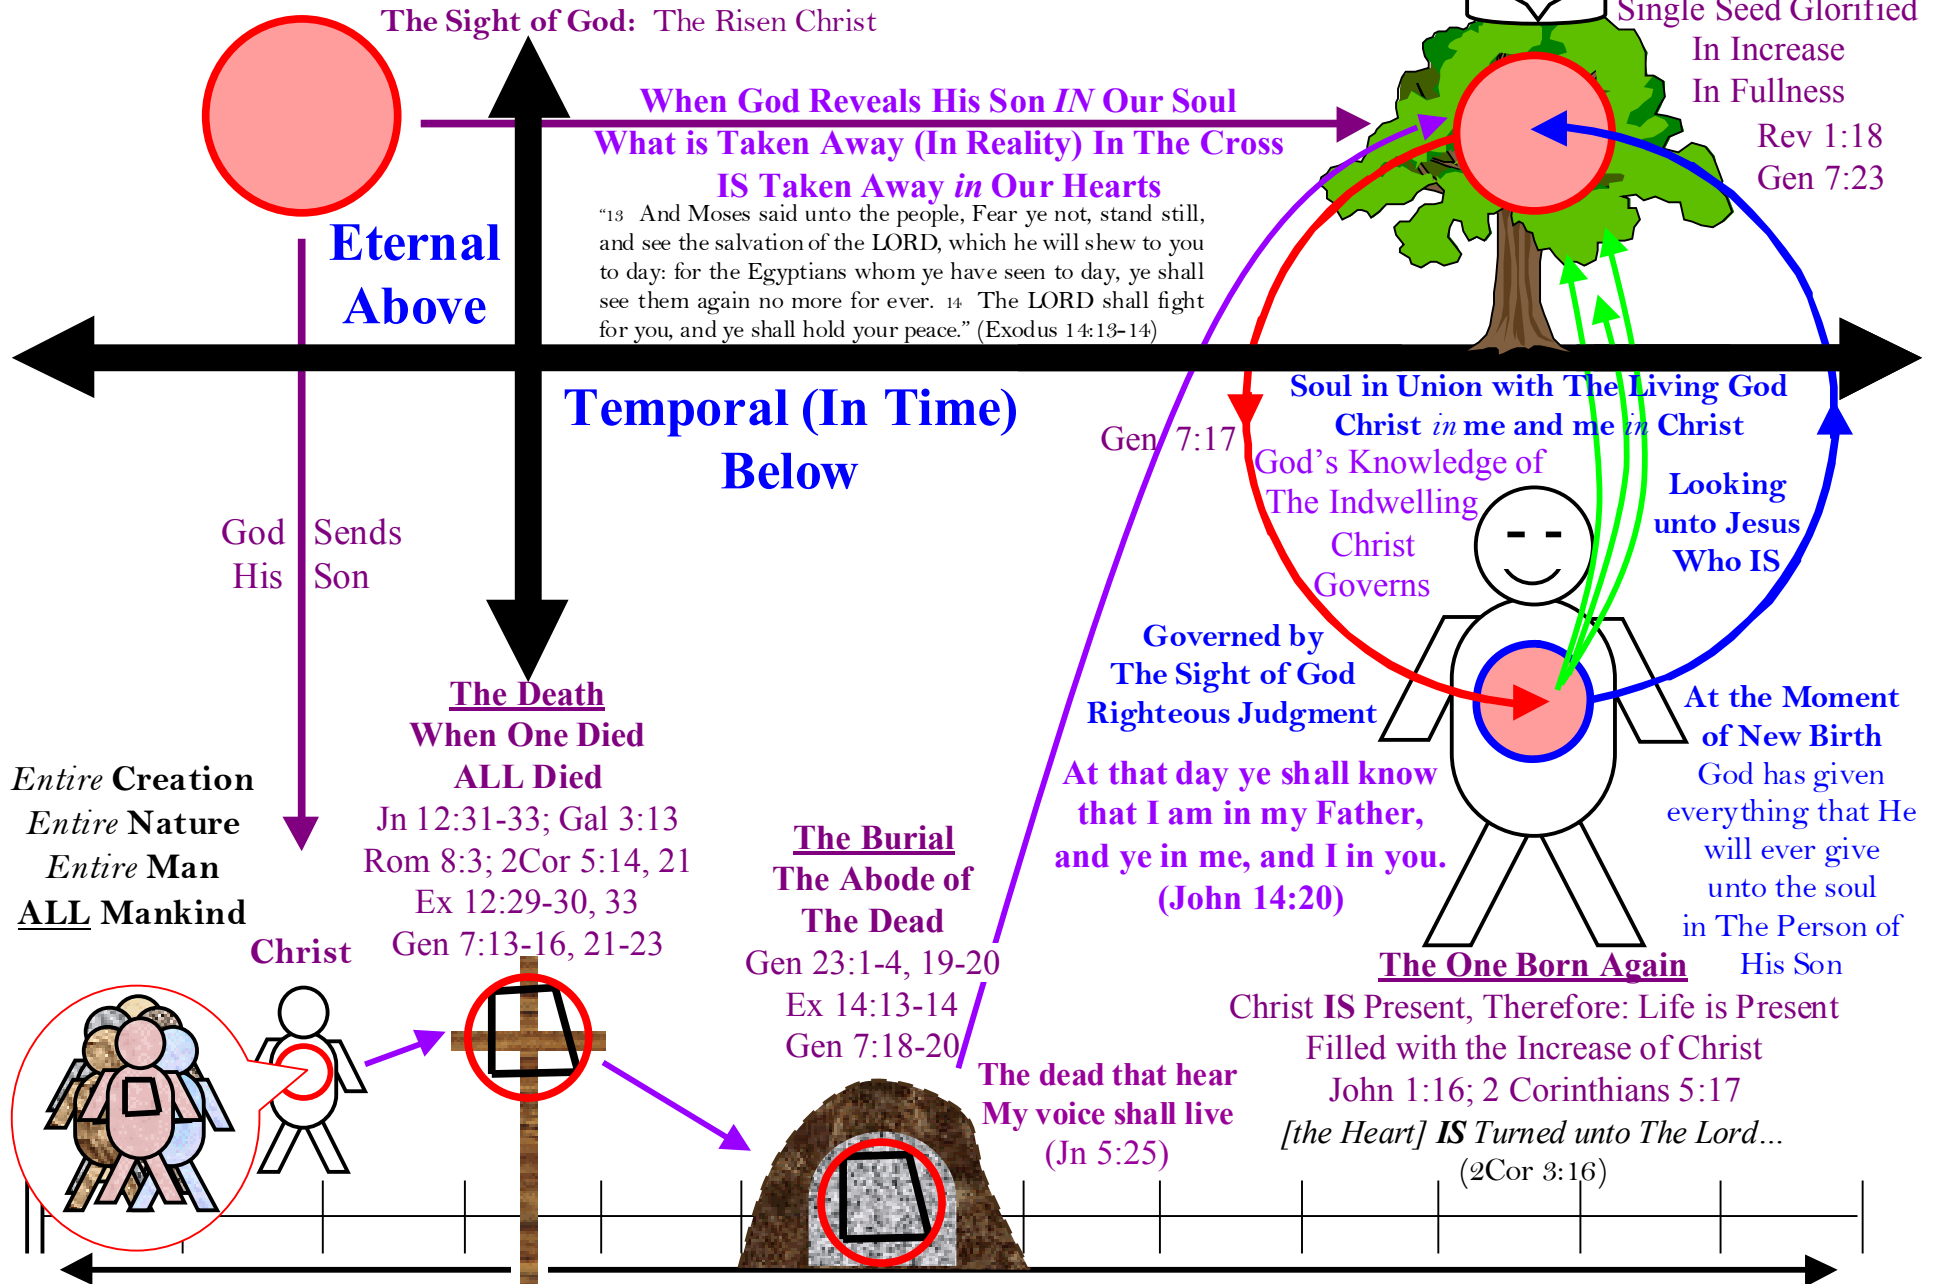 The Sight of God: The Risen Christ
Single Seed Glorified
In Increase
In Fullness
Rev 1:18
Gen 7:23
When God Reveals His Son IN Our Soul
What is Taken Away (In Reality) In The Cross
IS Taken Away in Our Hearts
“13 And Moses said unto the people, Fear ye not, stand still,
and see the salvation of the LORD, which he will shew to you
to day: for the Egyptians whom ye have seen to day, ye shall
see them again no more for ever. 14 The LORD shall fight
for you, and ye shall hold your peace.” (Exodus 14:13-14)
Eternal
Above
Temporal (In Time)
Below
Soul in Union with The Living God
Christ in me and me in Christ
Gen 7:17
God’s Knowledge of
The Indwelling
Christ
Governs
Looking
unto Jesus
Who IS
God Sends
His Son
Governed by
The Sight of God
Righteous Judgment
At the Moment
of New Birth
God has given
everything that He
will ever give
unto the soul
in The Person of
His Son
The Death
When One Died
ALL Died
Jn 12:31-33; Gal 3:13
Rom 8:3; 2Cor 5:14, 21
Ex 12:29-30, 33
Gen 7:13-16, 21-23
Entire Creation
Entire Nature
Entire Man
ALL Mankind
Christ
The Burial
The Abode of
The Dead
Gen 23:1-4, 19-20
Ex 14:13-14
Gen 7:18-20
At that day ye shall know
that I am in my Father,
and ye in me, and I in you.
(John 14:20)
The dead that hear
My voice shall live
(Jn 5:25)
The One Born Again
Christ IS Present, Therefore: Life is Present
Filled with the Increase of Christ
John 1:16; 2 Corinthians 5:17
[the Heart] IS Turned unto The Lord…
(2Cor 3:16)